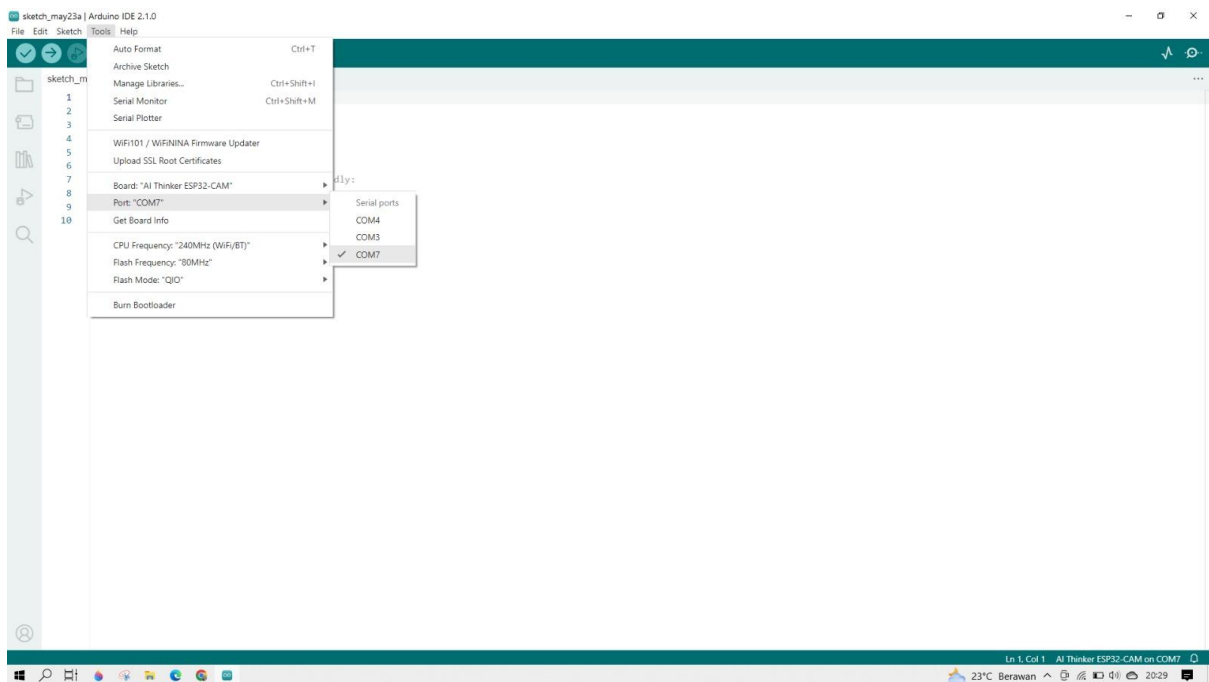 sketch_may23a | Arduino IDE 2.1.0
File Edit Sketch Tools Help
sketch_m
Auto Format Ctrl+T
Archive Sketch
Manage Libraries... Ctrl+Shift+I
Serial Monitor Ctrl+Shift+M
Serial Plotter
WiFi101 / WiFiNINA Firmware Updater
Upload SSL Root Certificates
Board: "AI Thinker ESP32-CAM"
Port: "COM7"
Get Board Info
CPU Frequency: "240MHz (WiFi/BT)"
Flash Frequency: "80MHz"
Flash Mode: "QIO"
Burn Bootloader
1
2
3
4
5
6
7
8
9
10
dly:
Serial ports
COM4
COM3
✓ COM7
Ln 1, Col 1 AI Thinker ESP32-CAM on COM7
23°C Berawan 20:29